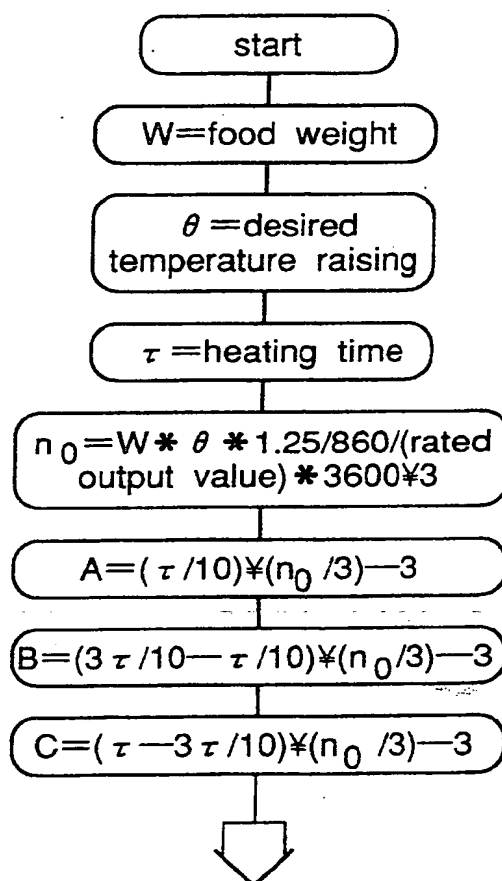 start
W=food weight
θ=desired
temperature raising
τ=heating time
n₀=W* θ *1.25/860/(rated
output value)*3600¥3
A=(τ/10)¥(n₀/3)—3
B=(3τ/10—τ/10)¥(n₀/3)—3
C=(τ—3τ/10)¥(n₀/3)—3